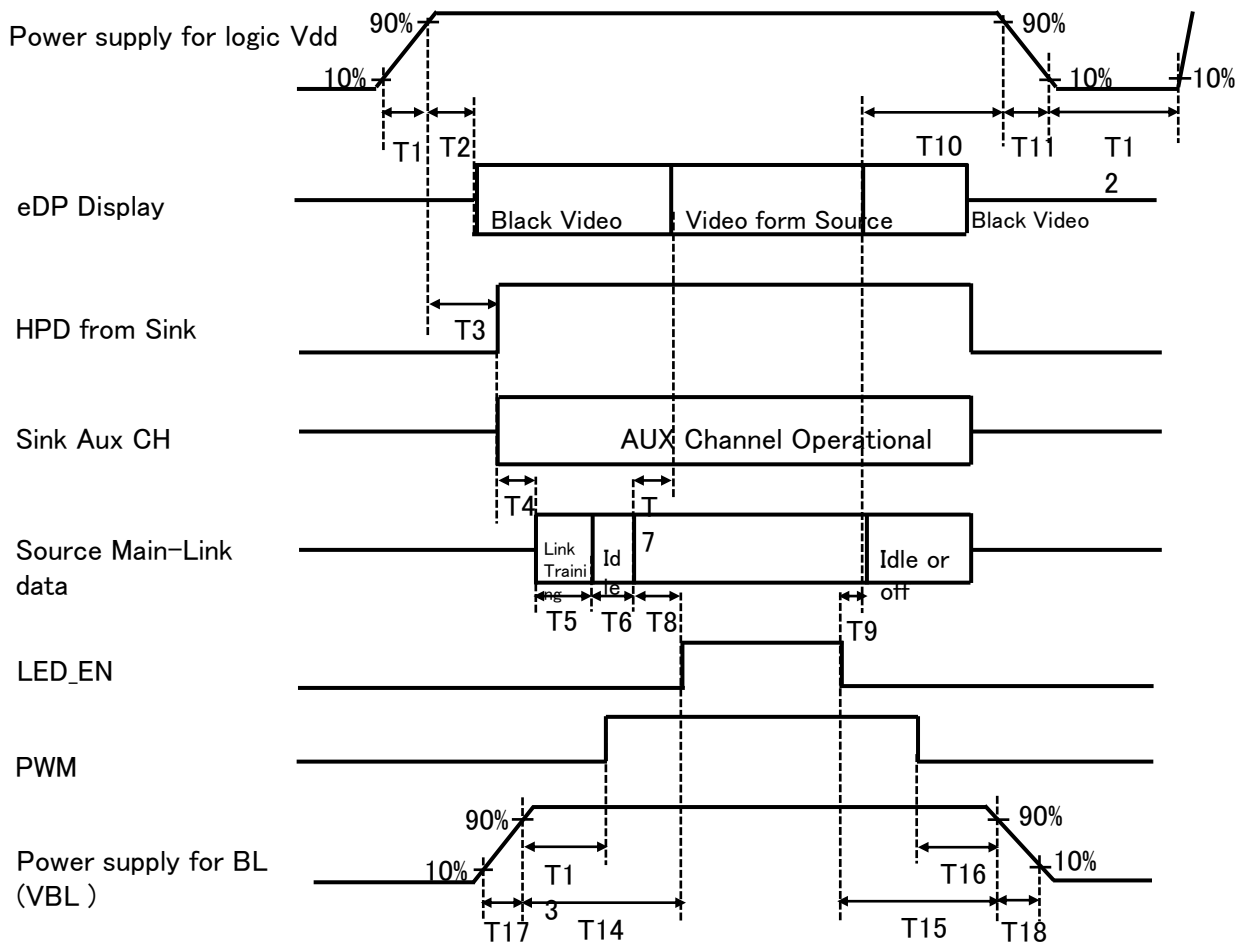 Power supply for logic Vdd
90%
90%
10%
10%
10%
T1
T2
T10
T11
T1
2
eDP Display
Black Video
Video form Source
Black Video
HPD from Sink
T3
Sink Aux CH
AUX Channel Operational
T4
T
7
Source Main-Link
data
Link
Traini
ng
Id
le
Idle or
off
T5
T6
T8
T9
LED_EN
PWM
90%
90%
Power supply for BL
(VBL )
10%
10%
T1
3
T16
T17
T14
T15
T18